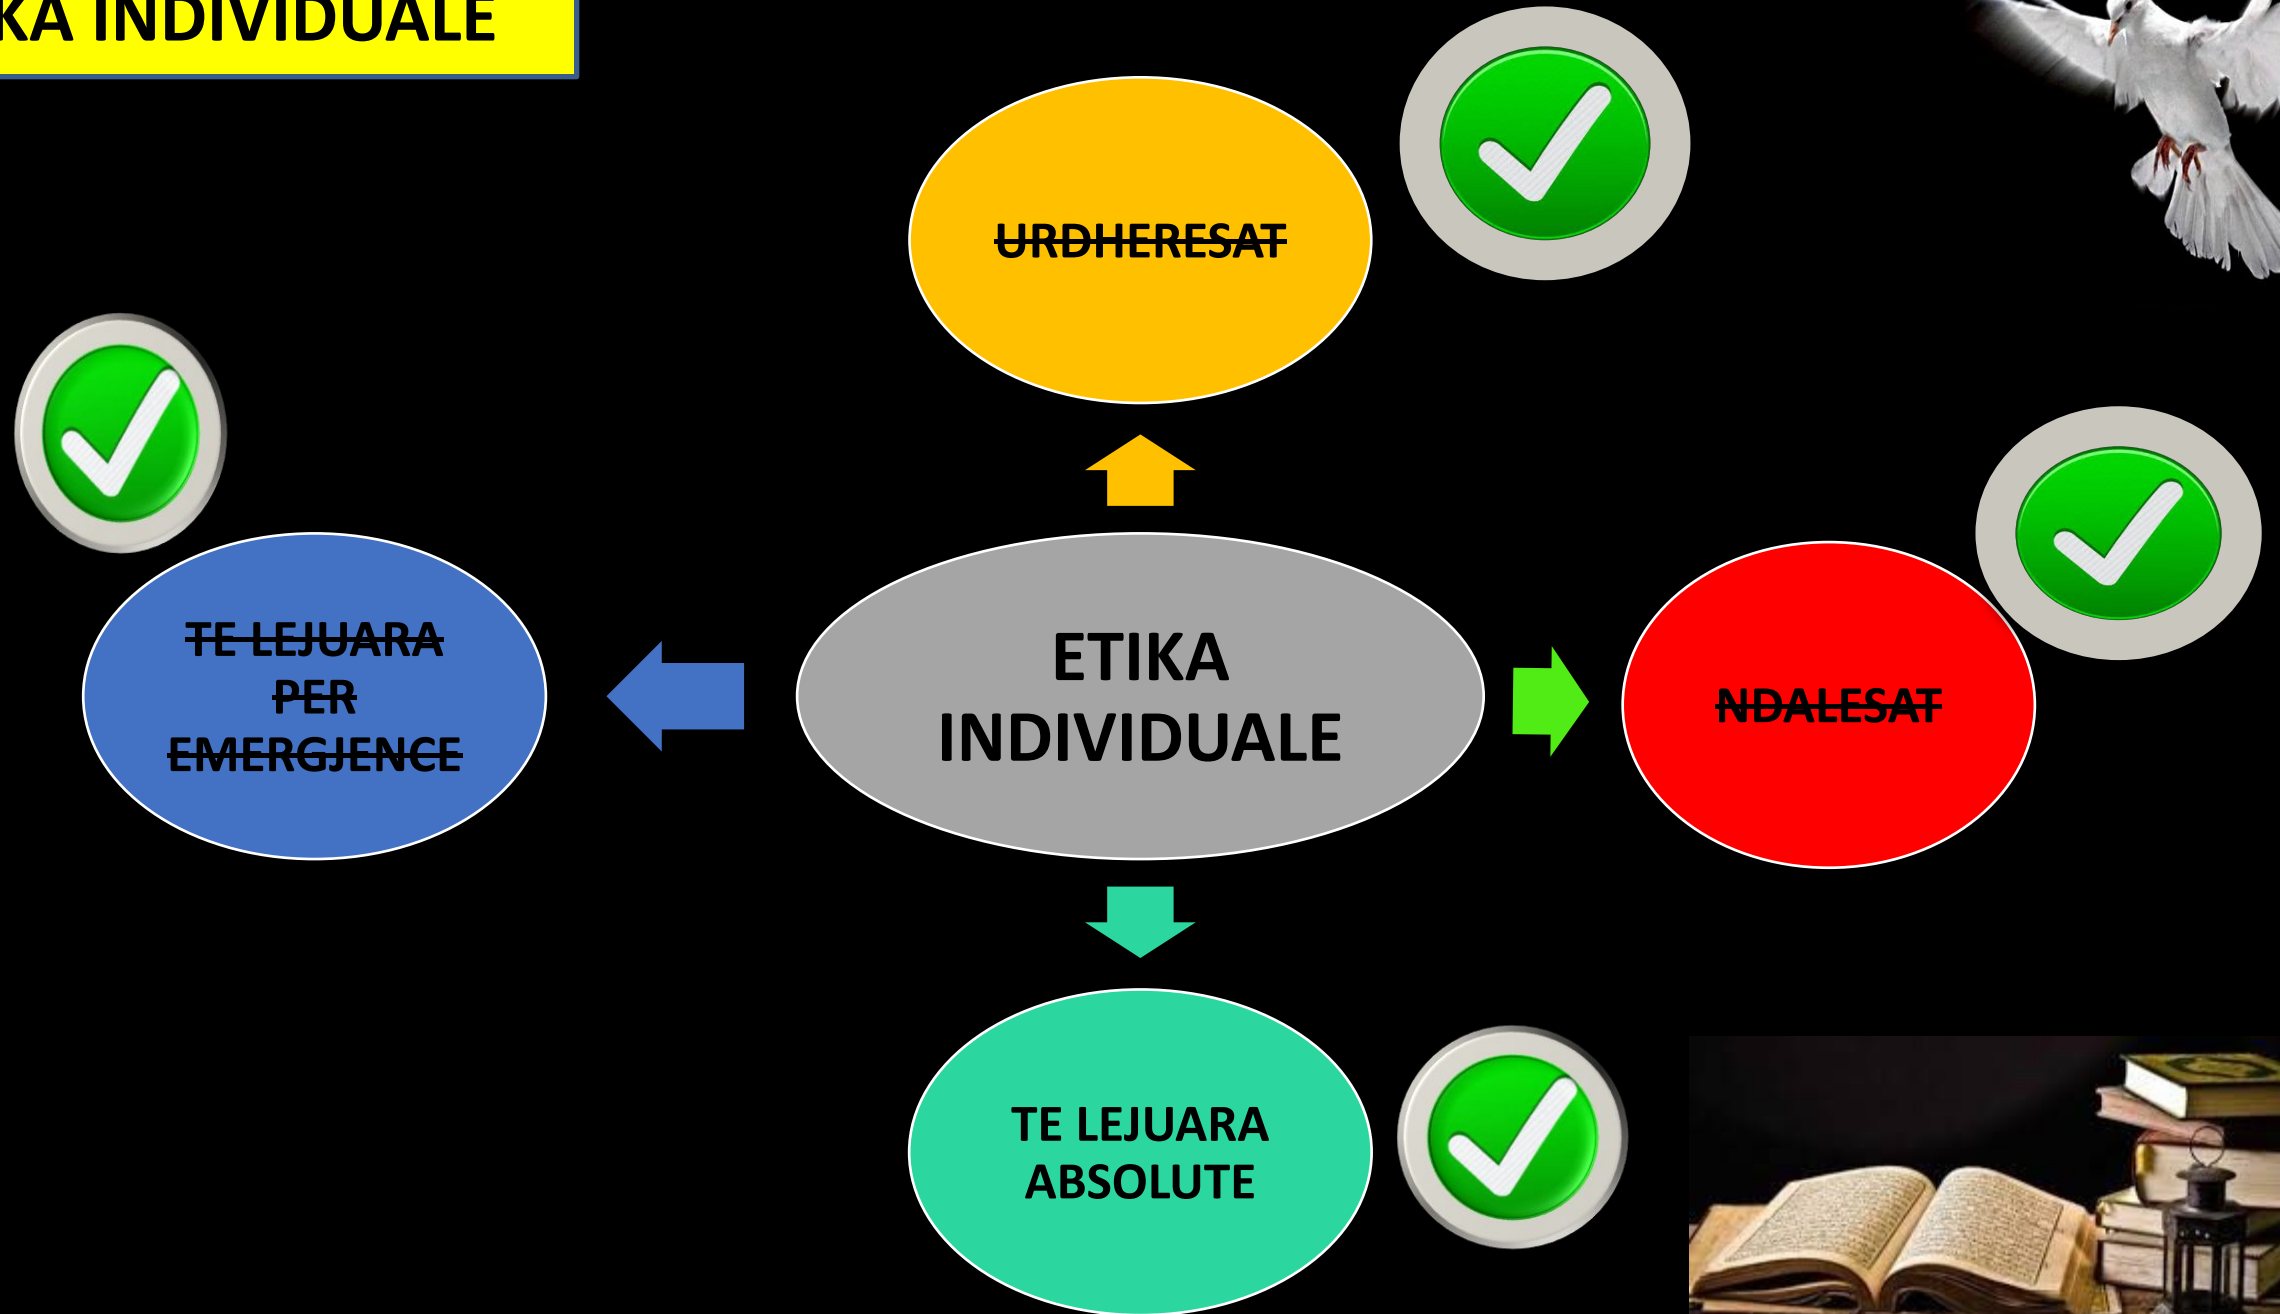 KA INDIVIDUALE
URDHERESAT
TE LEJUARA
PER
EMERGJENCE
ETIKA
INDIVIDUALE
NDALESAT
TE LEJUARA
ABSOLUTE